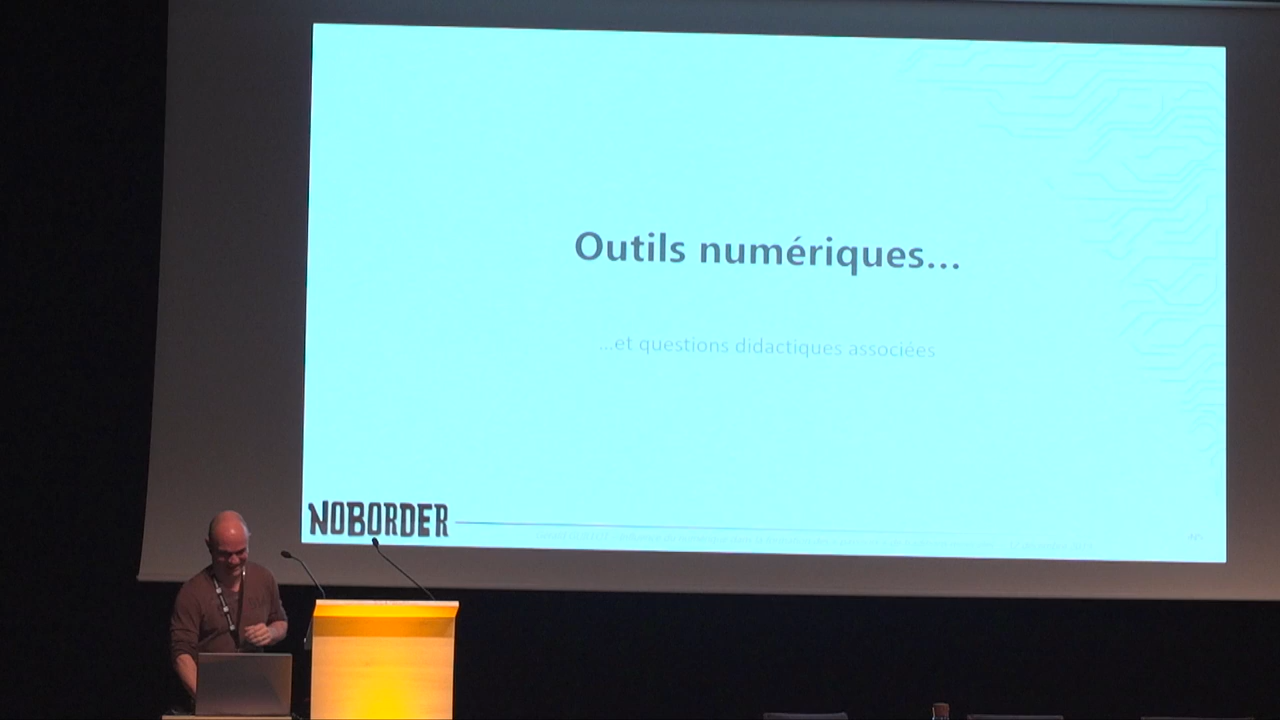 Outils numériques...
...et questions didactiques associées
NOBORDER